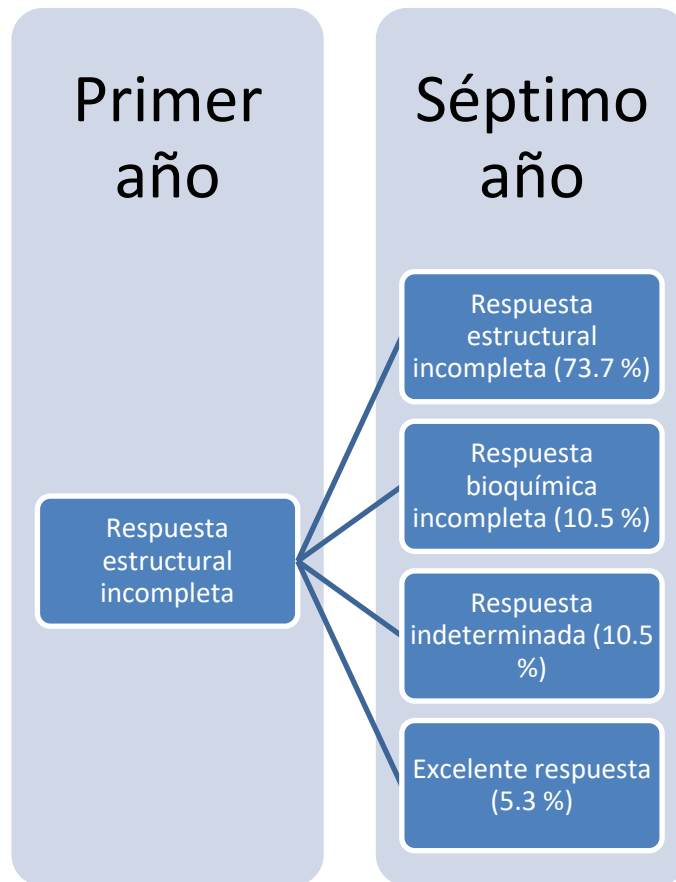 Primer
año
Séptimo
año
Respuesta
estructural
incompleta
Respuesta
estructural
incompleta (73.7 %)
Respuesta
bioquímica
incompleta (10.5 %)
Respuesta
indeterminada (10.5
%)
Excelente respuesta
(5.3 %)